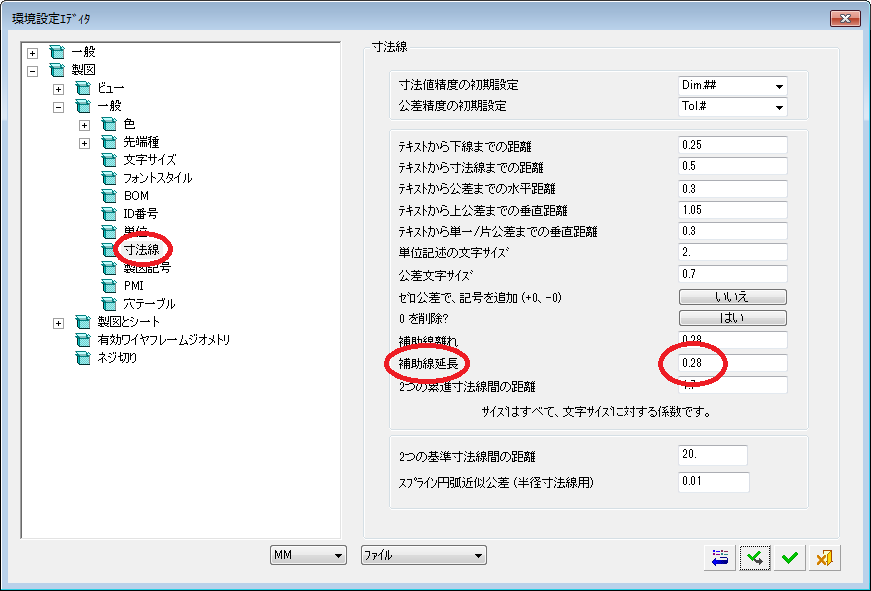 環境設定ｴﾃﾞｨﾀ
一般
製図
ﾋﾞｭｰ
一般
色
先端種
文字サイズ
フォントスタイル
BOM
ID番号
単位
寸法線
製図記号
PMI
穴テーブル
製図とシート
有効ワイヤフレームジオメトリ
ネジ切り
寸法線
寸法値精度の初期設定 Dim.##
公差精度の初期設定 Tol.#
ﾃｷｽﾄから下線までの距離 0.25
ﾃｷｽﾄから寸法線までの距離 0.5
ﾃｷｽﾄから公差までの水平距離 0.3
ﾃｷｽﾄから上公差までの垂直距離 1.05
ﾃｷｽﾄから単一/片公差までの垂直距離 0.3
単位記述の文字ｻｲｽﾞ 2.
公差文字ｻｲｽﾞ 0.7
ｾﾞﾛ公差で、記号を追加 (+0、-0) いいえ
0 を削除? はい
補助線離れ 0.28
補助線延長 0.28
2つの累進寸法線間の距離 1.7
ｻｲｽﾞはすべて、文字ｻｲｽﾞに対する係数です。
2つの基準寸法線間の距離 20.
ｽﾌﾟﾗｲﾝ円弧近似公差 (半径寸法線用) 0.01
MM ﾌｧｲﾙ